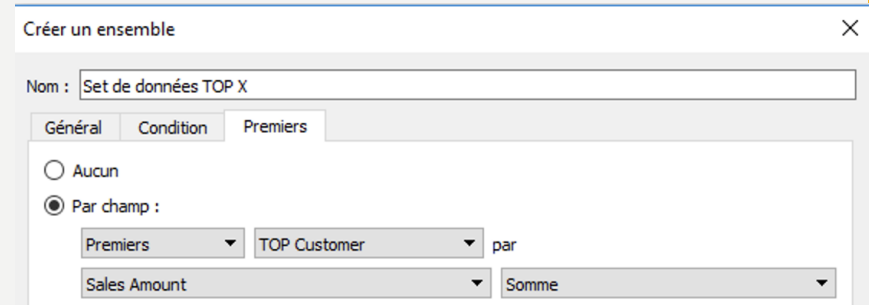 Créer un ensemble
Nom : Set de données TOP X
Général Condition Premiers
Aucun
Par champ :
Premiers TOP Customer par
Sales Amount Somme